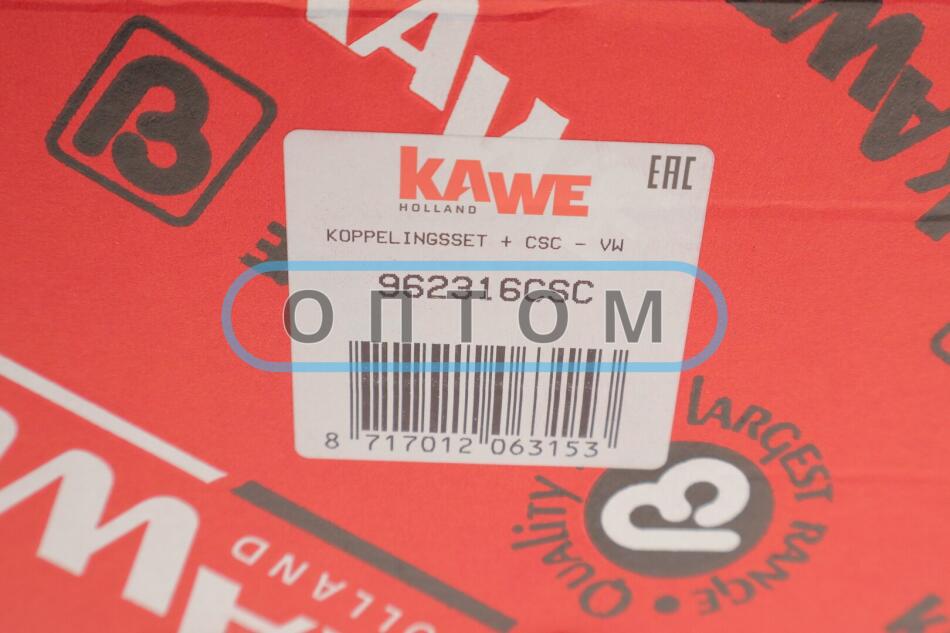 KAWE
HOLLAND
EAC
KOPPELINGSSET + CSC - VW
962316CSC
ОПТОМ
8 717012 063153
LARGEST RANGE • QUALITY
HOLLAND